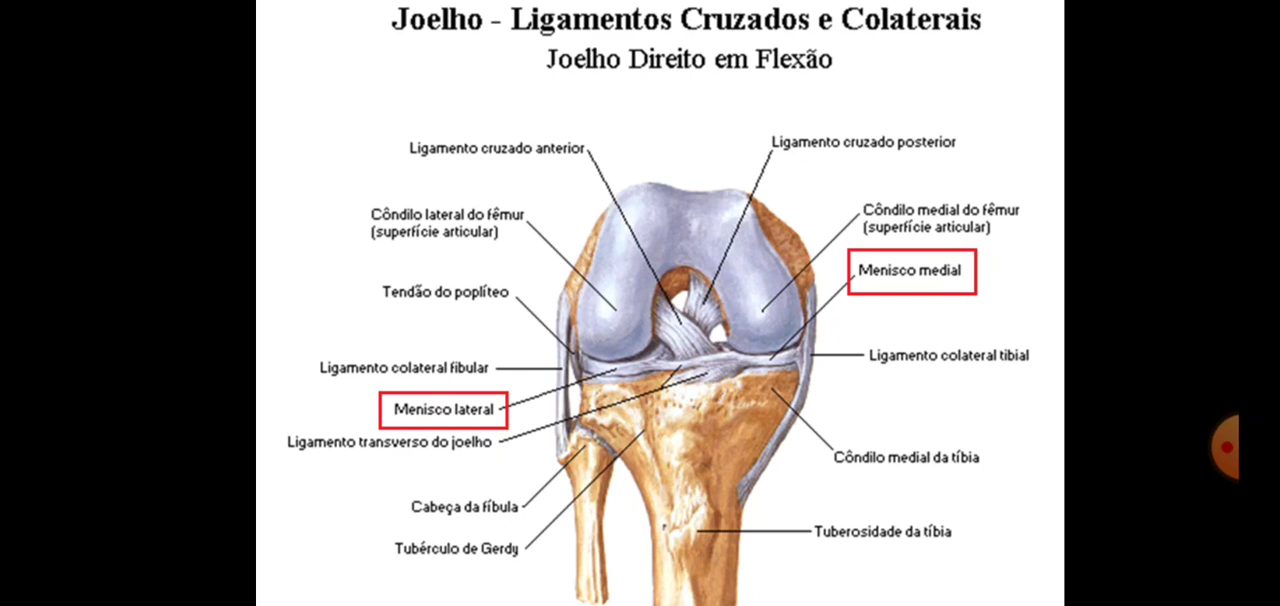 Joelho - Ligamentos Cruzados e Colaterais
Joelho Direito em Flexão
Ligamento cruzado anterior
Ligamento cruzado posterior
Côndilo lateral do fêmur
(superfície articular)
Côndilo medial do fêmur
(superfície articular)
Menisco medial
Tendão do poplíteo
Ligamento colateral tibial
Ligamento colateral fibular
Menisco lateral
Ligamento transverso do joelho
Côndilo medial da tíbia
Cabeça da fíbula
Tuberosidade da tíbia
Tubérculo de Gerdy